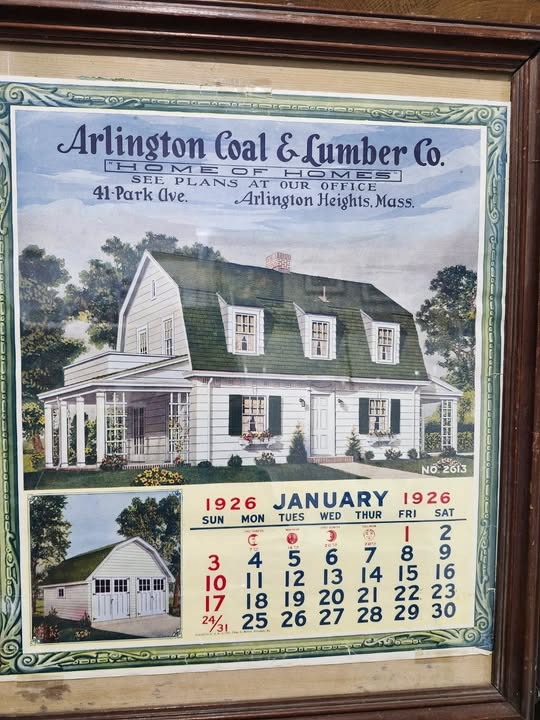 Arlington Coal & Lumber Co.
"HOME OF HOMES"
SEE PLANS AT OUR OFFICE
41-Park Ave. Arlington Heights, Mass.
NO. 2613
1926 JANUARY 1926
SUN MON TUES WED THUR FRI SAT
1 2
3 4 5 6 7 8 9
10 11 12 13 14 15 16
17 18 19 20 21 22 23
24/31 25 26 27 28 29 30